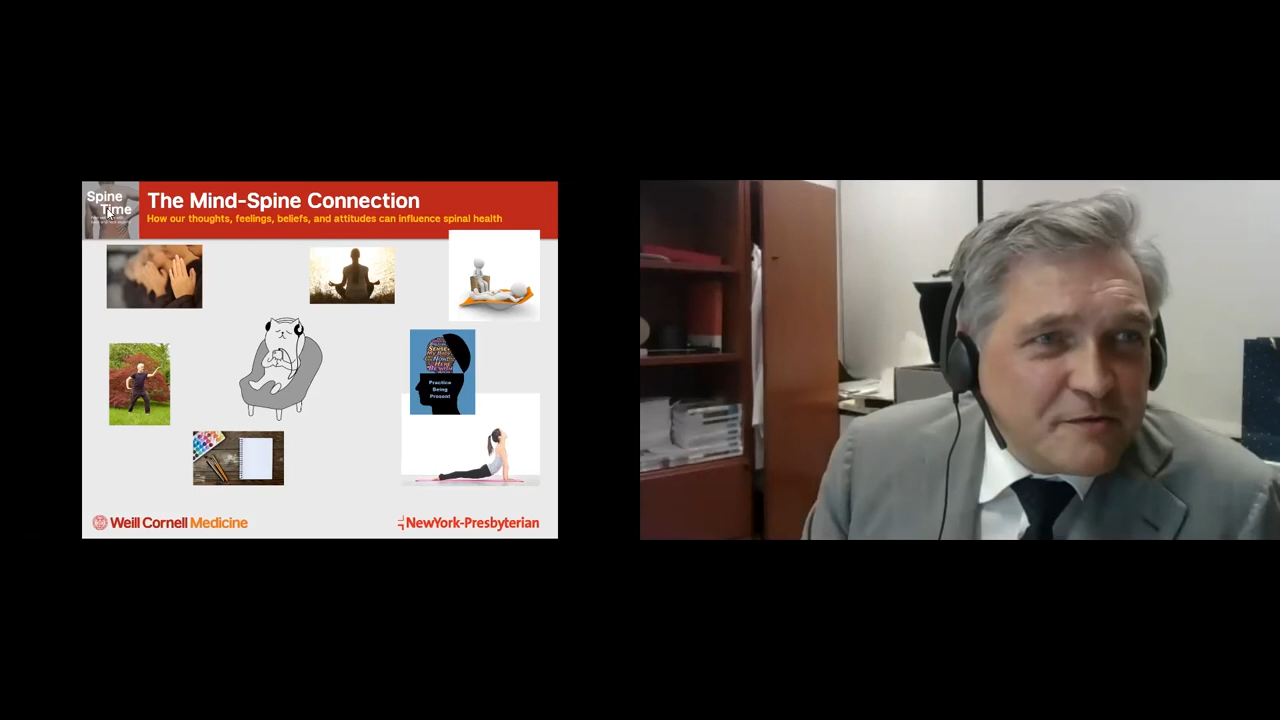 Spine
Time
The Mind-Spine Connection
How our thoughts, feelings, beliefs, and attitudes can influence spinal health
Practice
Being
Present
Weill Cornell Medicine
NewYork-Presbyterian